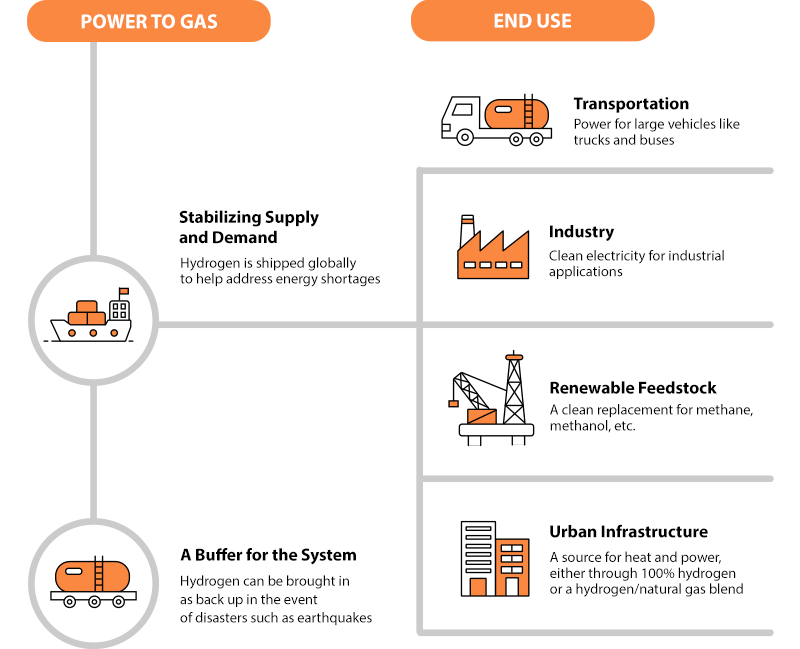 POWER TO GAS
Stabilizing Supply
and Demand
Hydrogen is shipped globally
to help address energy shortages
A Buffer for the System
Hydrogen can be brought in
as back up in the event
of disasters such as earthquakes
END USE
Transportation
Power for large vehicles like
trucks and buses
Industry
Clean electricity for industrial
applications
Renewable Feedstock
A clean replacement for methane,
methanol, etc.
Urban Infrastructure
A source for heat and power,
either through 100% hydrogen
or a hydrogen/natural gas blend